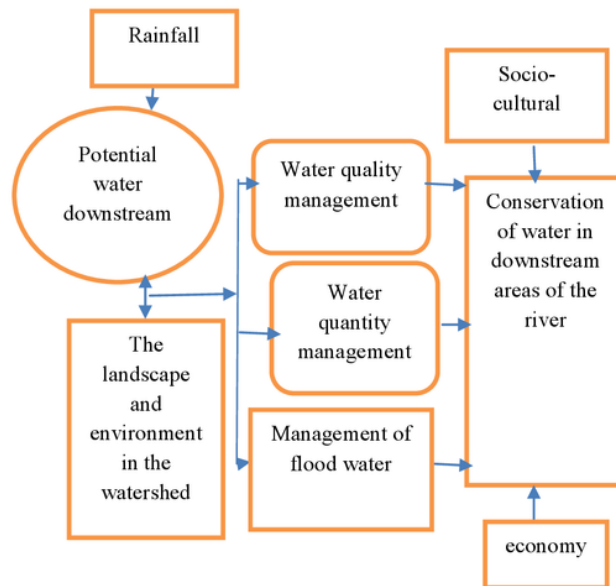 Rainfall
Potential
water
downstream
The
landscape
and
environment
in the
watershed
Water quality
management
Water
quantity
management
Management of
flood water
Socio-
cultural
Conservation
of water in
downstream
areas of the
river
economy